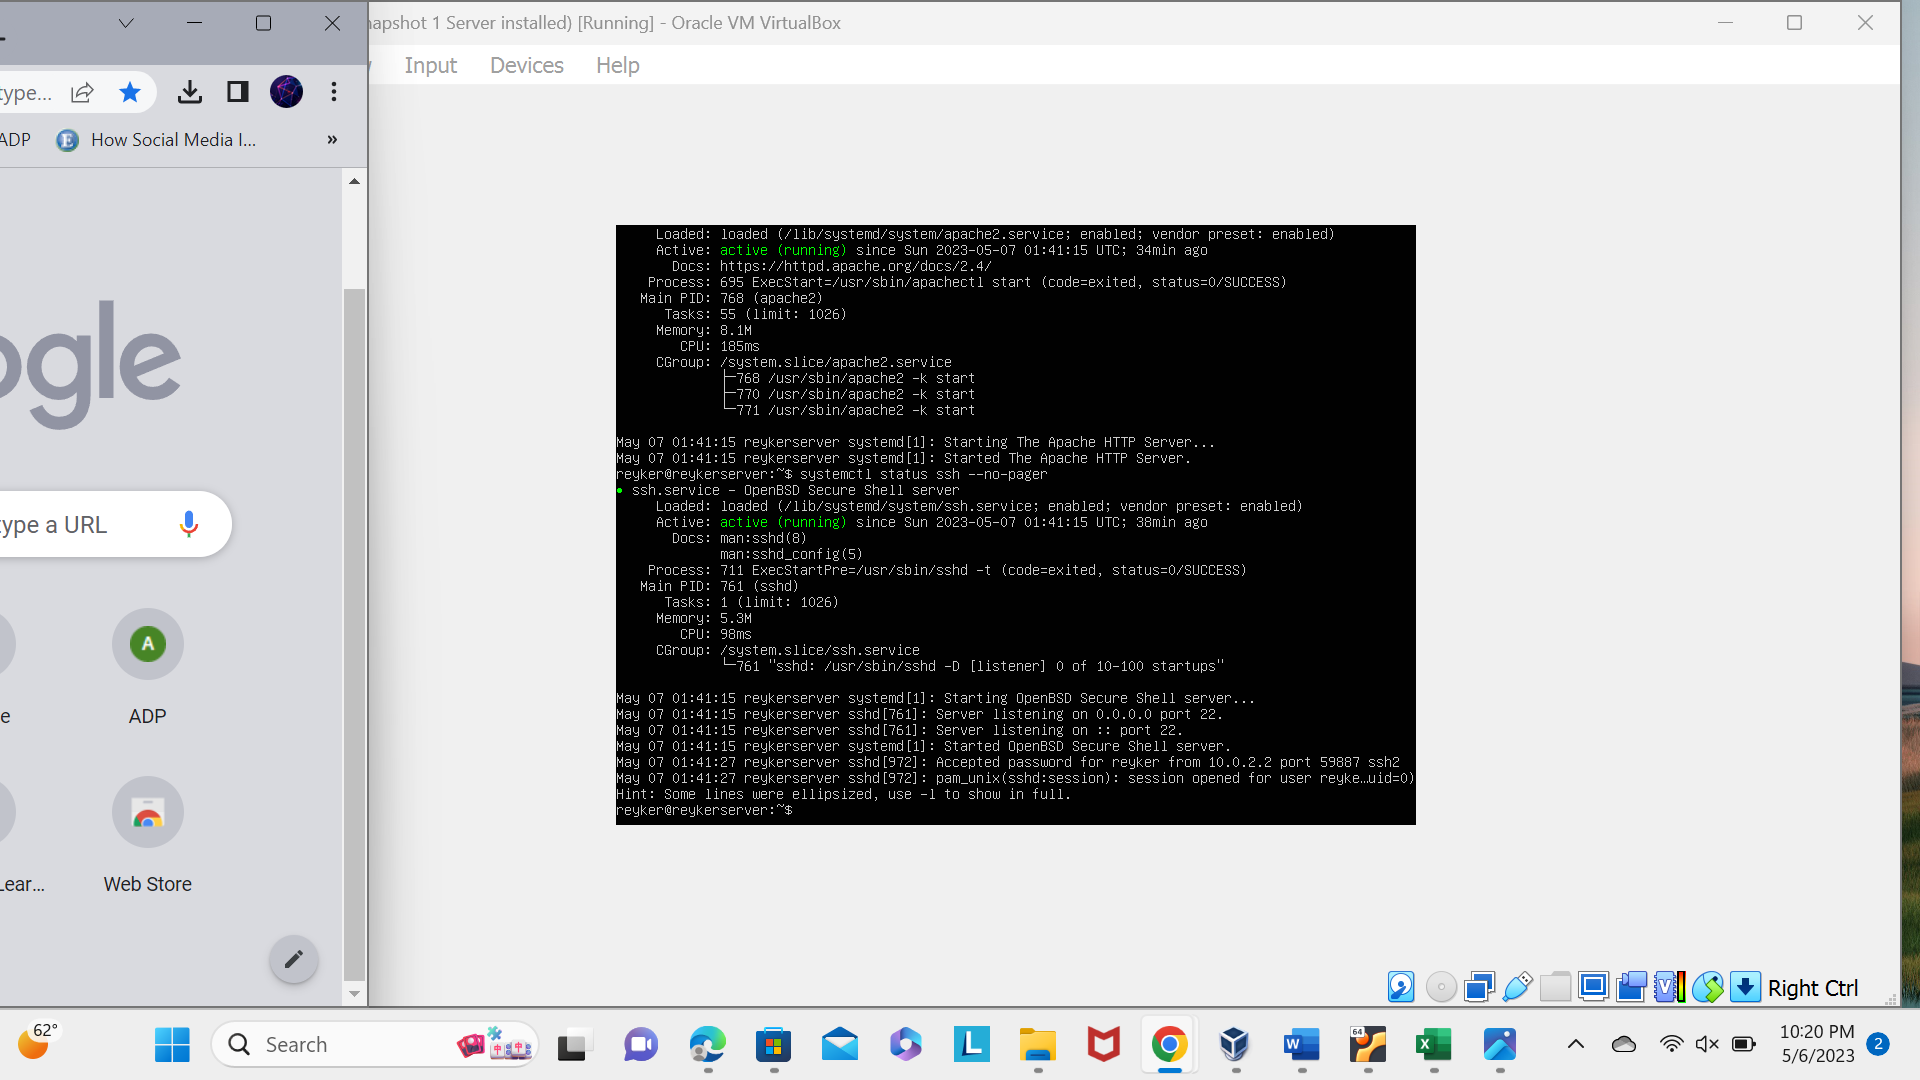 napshot 1 Server installed) [Running] - Oracle VM VirtualBox
Input Devices Help
type...
ADP How Social Media I... »
ogle
type a URL
A
e ADP
Lear... Web Store
Loaded: loaded (/lib/systemd/system/apache2.service; enabled; vendor preset: enabled)
Active: active (running) since Sun 2023-05-07 01:41:15 UTC; 34min ago
Docs: https://httpd.apache.org/docs/2.4/
Process: 695 ExecStart=/usr/sbin/apachectl start (code=exited, status=0/SUCCESS)
Main PID: 768 (apache2)
Tasks: 55 (limit: 1026)
Memory: 8.1M
CPU: 185ms
CGroup: /system.slice/apache2.service
├─768 /usr/sbin/apache2 -k start
├─770 /usr/sbin/apache2 -k start
└─771 /usr/sbin/apache2 -k start
May 07 01:41:15 reykerserver systemd[1]: Starting The Apache HTTP Server...
May 07 01:41:15 reykerserver systemd[1]: Started The Apache HTTP Server.
reyker@reykerserver:~$ systemctl status ssh --no-pager
● ssh.service - OpenBSD Secure Shell server
Loaded: loaded (/lib/systemd/system/ssh.service; enabled; vendor preset: enabled)
Active: active (running) since Sun 2023-05-07 01:41:15 UTC; 38min ago
Docs: man:sshd(8)
man:sshd_config(5)
Process: 711 ExecStartPre=/usr/sbin/sshd -t (code=exited, status=0/SUCCESS)
Main PID: 761 (sshd)
Tasks: 1 (limit: 1026)
Memory: 5.3M
CPU: 98ms
CGroup: /system.slice/ssh.service
└─761 "sshd: /usr/sbin/sshd -D [listener] 0 of 10-100 startups"
May 07 01:41:15 reykerserver systemd[1]: Starting OpenBSD Secure Shell server...
May 07 01:41:15 reykerserver sshd[761]: Server listening on 0.0.0.0 port 22.
May 07 01:41:15 reykerserver sshd[761]: Server listening on :: port 22.
May 07 01:41:15 reykerserver systemd[1]: Started OpenBSD Secure Shell server.
May 07 01:41:27 reykerserver sshd[972]: Accepted password for reyker from 10.0.2.2 port 59887 ssh2
May 07 01:41:27 reykerserver sshd[972]: pam_unix(sshd:session): session opened for user reyke…uid=0)
Hint: Some lines were ellipsized, use -l to show in full.
reyker@reykerserver:~$
Right Ctrl
62°
Search
10:20 PM
5/6/2023
2